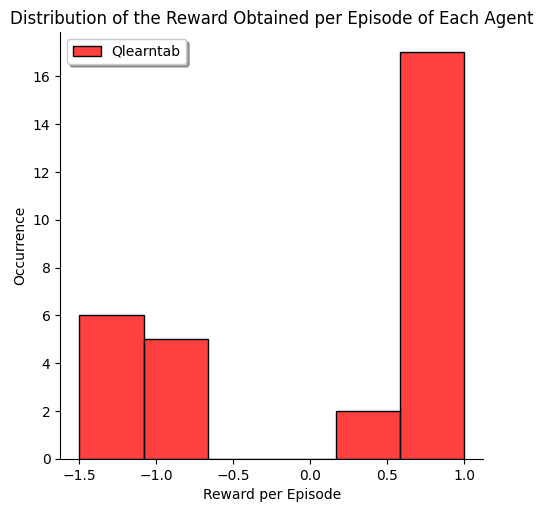 Distribution of the Reward Obtained per Episode of Each Agent
Qlearntab
16
14
12
10
8
6
4
2
0
Occurrence
−1.5 −1.0 −0.5 0.0 0.5 1.0
Reward per Episode